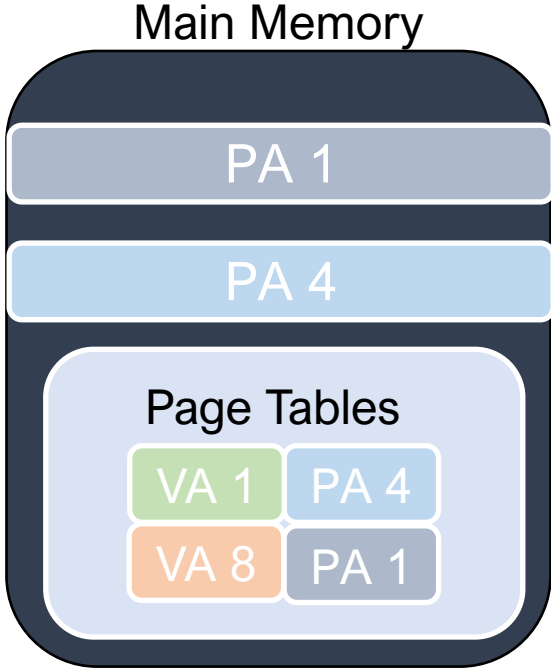 Main Memory
PA 1
PA 4
Page Tables
VA 1 PA 4
VA 8 PA 1